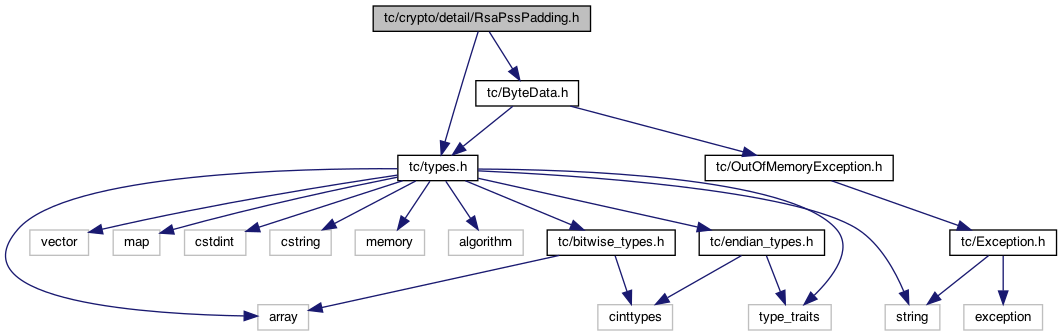 tc/crypto/detail/RsaPssPadding.h
tc/ByteData.h
tc/types.h
tc/OutOfMemoryException.h
vector
map
cstdint
cstring
memory
algorithm
tc/bitwise_types.h
tc/endian_types.h
tc/Exception.h
array
cinttypes
type_traits
string
exception